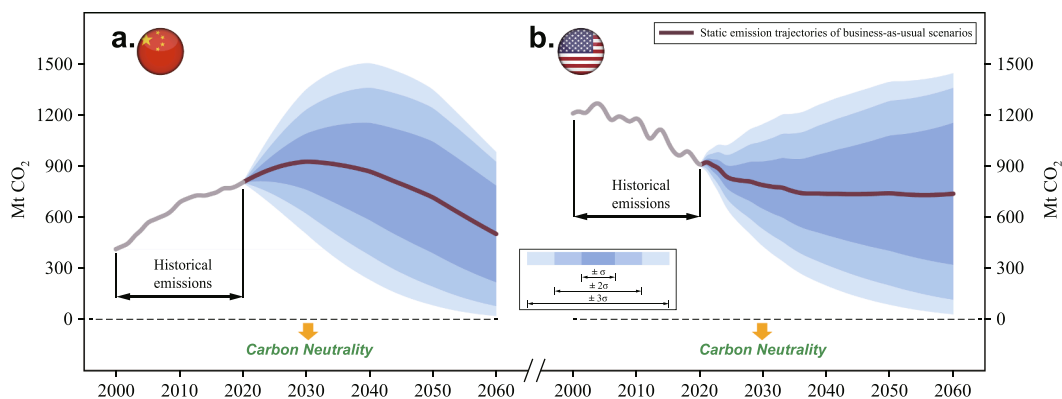 a.
b.
Static emission trajectories of business-as-usual scenarios
1500
1200
900
600
300
0
Mt CO₂
Historical
emissions
Carbon Neutrality
2000
2010
2020
2030
2040
2050
2060
Historical
emissions
± σ
± 2σ
± 3σ
Carbon Neutrality
2000
2010
2020
2030
2040
2050
2060
1500
1200
900
600
300
0
Mt CO₂